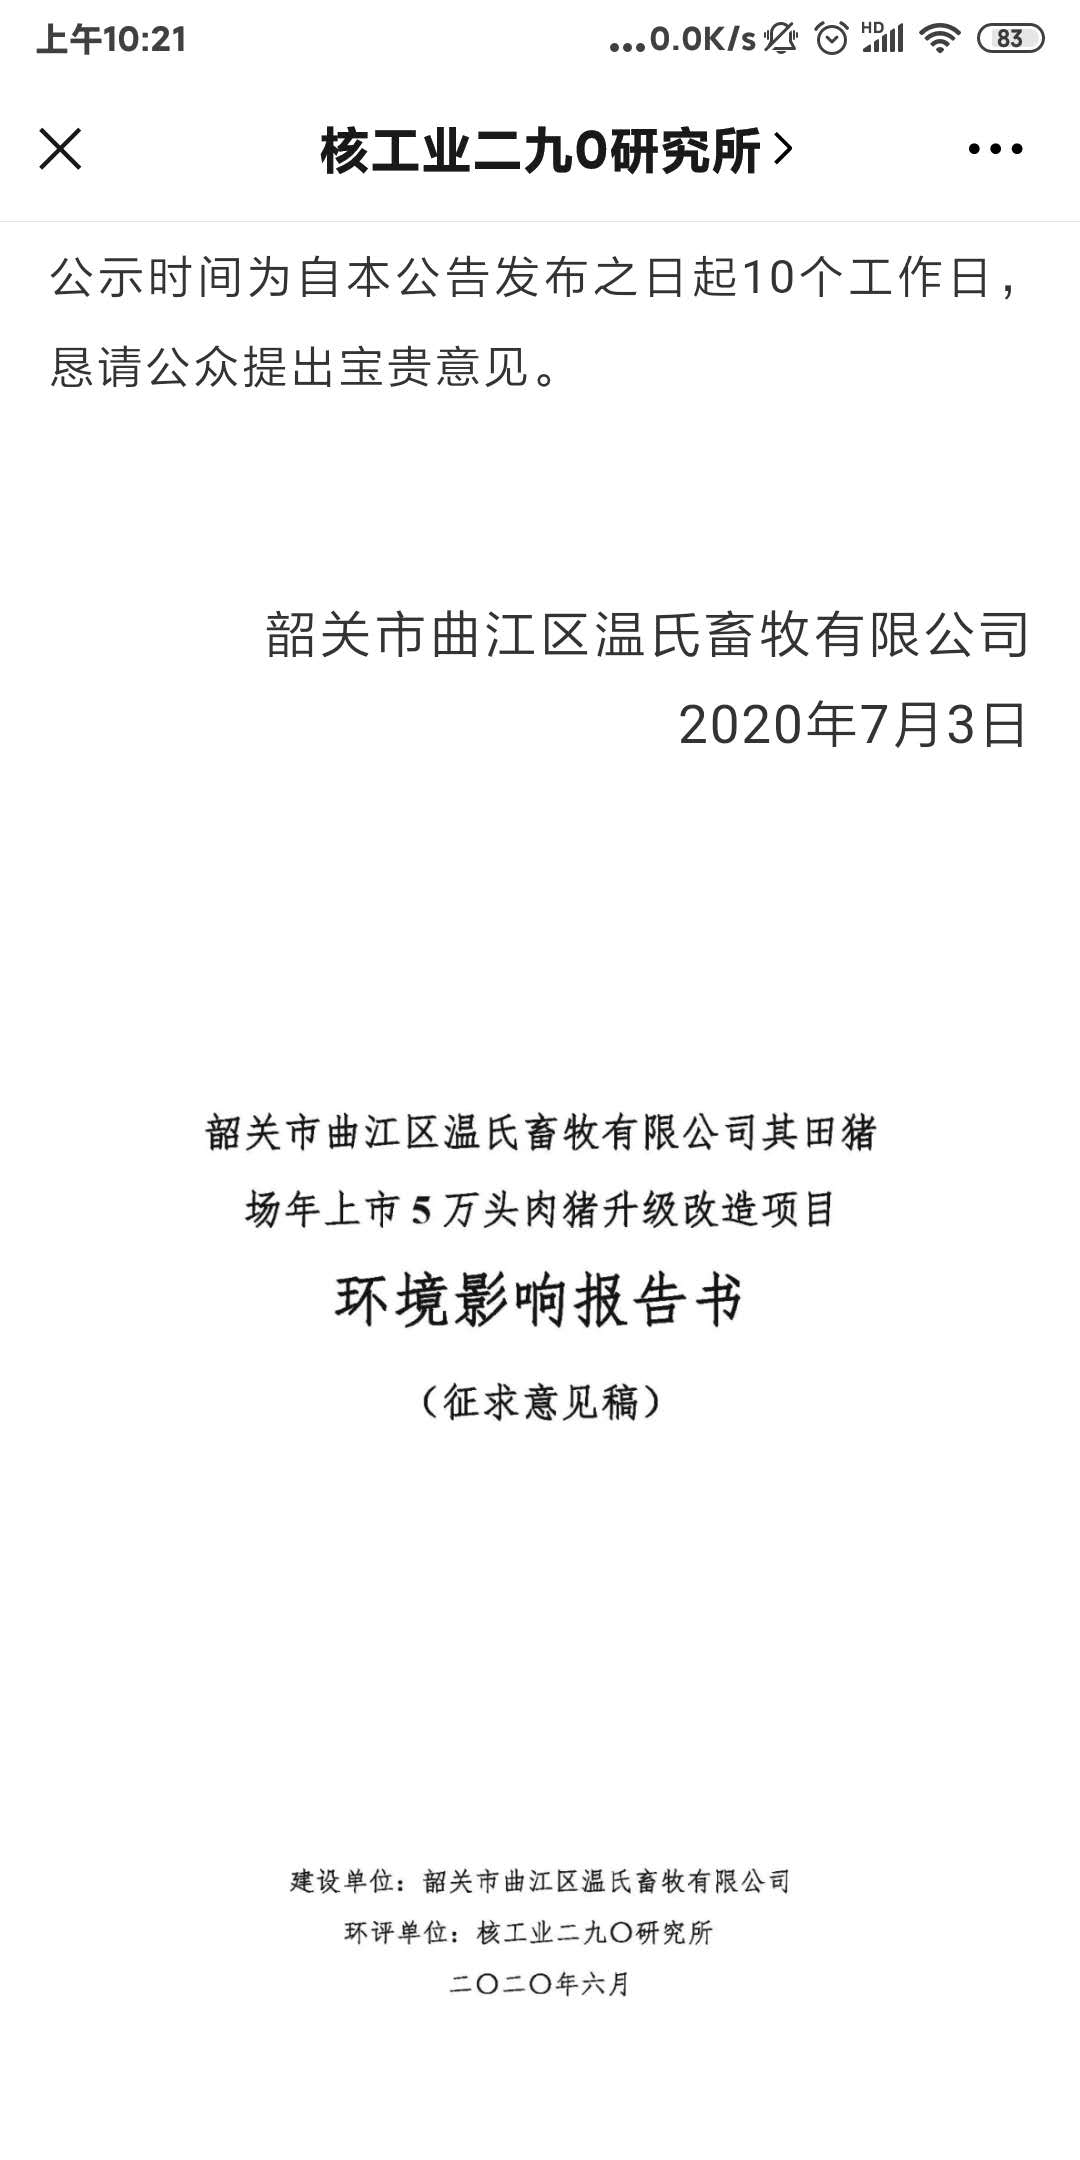 上午10:21
...0.0K/s HD 83
核工业二九0研究所
公示时间为自本公告发布之日起10个工作日，
恳请公众提出宝贵意见。
韶关市曲江区温氏畜牧有限公司
2020年7月3日
韶关市曲江区温氏畜牧有限公司其田猪
场年上市 5 万头肉猪升级改造项目
环境影响报告书
（征求意见稿）
建设单位：韶关市曲江区温氏畜牧有限公司
环评单位：核工业二九〇研究所
二〇二〇年六月